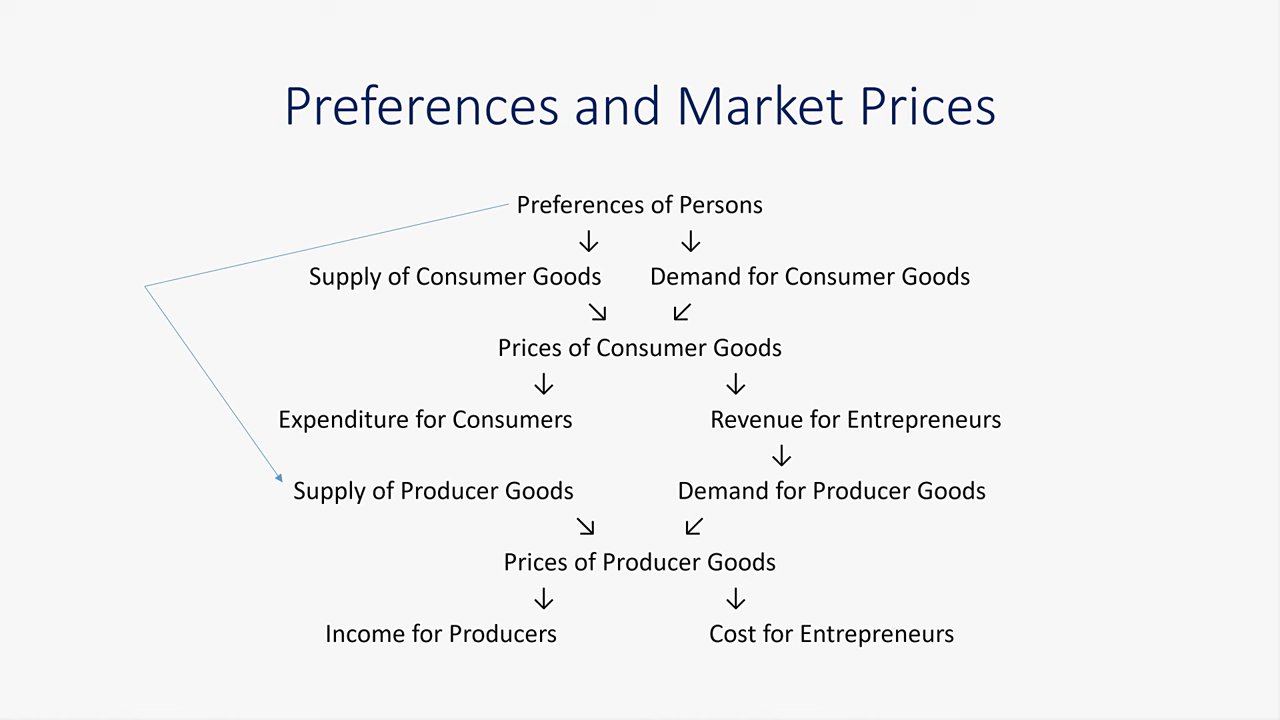 Preferences and Market Prices
Preferences of Persons
↓ ↓
Supply of Consumer Goods Demand for Consumer Goods
↘ ↙
Prices of Consumer Goods
↓ ↓
Expenditure for Consumers Revenue for Entrepreneurs
↓
Supply of Producer Goods Demand for Producer Goods
↘ ↙
Prices of Producer Goods
↓ ↓
Income for Producers Cost for Entrepreneurs